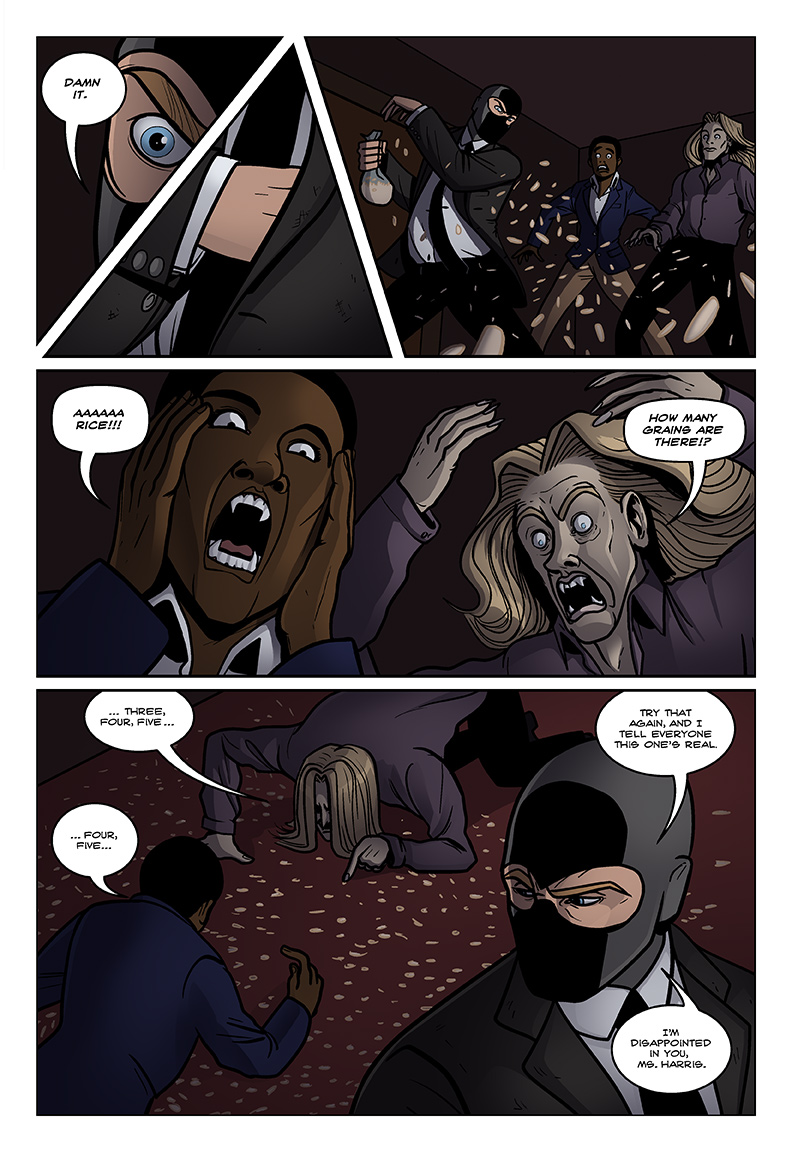 DAMN
IT.
AAAAAA
RICE!!!
HOW MANY
GRAINS ARE
THERE!?
... THREE,
FOUR, FIVE ...
TRY THAT
AGAIN, AND I
TELL EVERYONE
THIS ONE'S REAL.
... FOUR,
FIVE...
I'M
DISAPPOINTED
IN YOU,
MS. HARRIS.